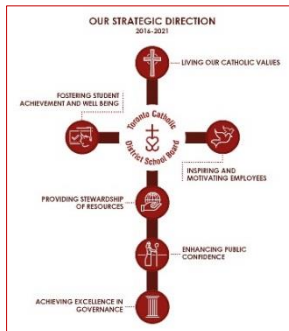 OUR STRATEGIC DIRECTION
2016-2021
LIVING OUR CATHOLIC VALUES
FOSTERING STUDENT
ACHIEVEMENT AND WELL BEING
Toronto Catholic
District School Board
INSPIRING AND
MOTIVATING EMPLOYEES
PROVIDING STEWARDSHIP
OF RESOURCES
ENHANCING PUBLIC
CONFIDENCE
ACHIEVING EXCELLENCE IN
GOVERNANCE